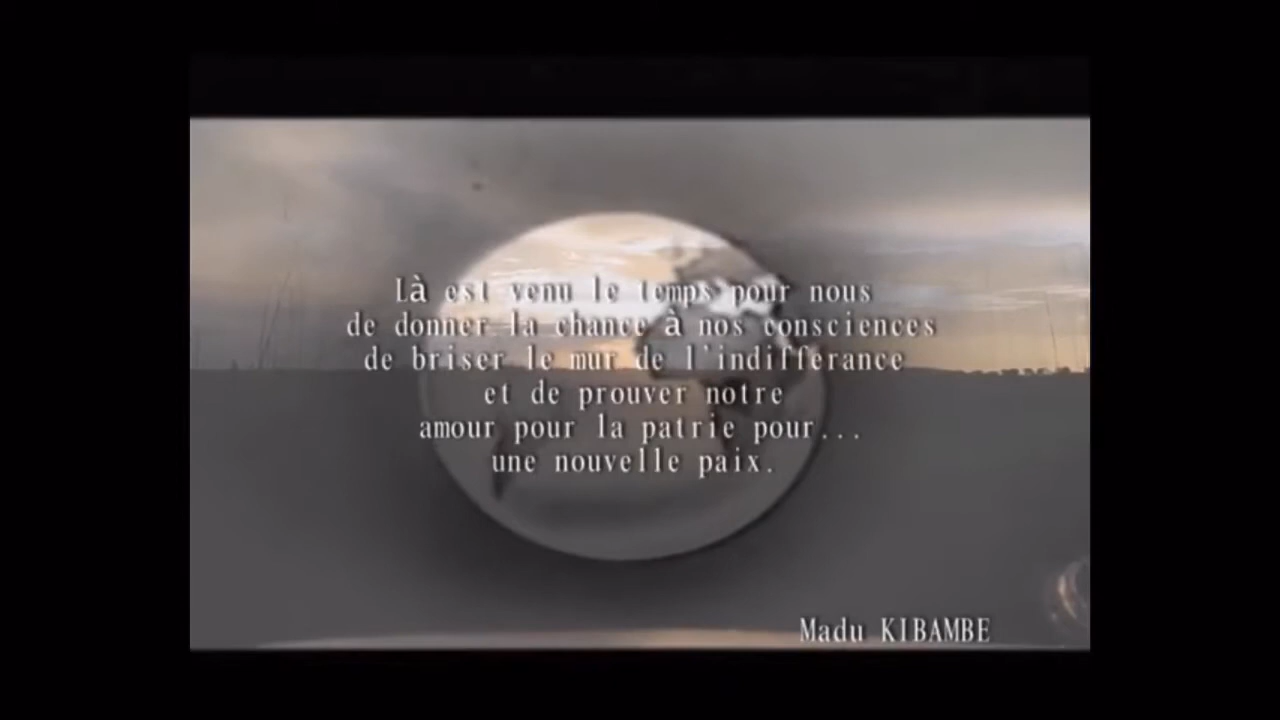 Là est venu le temps pour nous
de donner la chance à nos consciences
de briser le mur de l'indifférance
et de prouver notre
amour pour la patrie pour...
une nouvelle paix.
Madu KIBAMBE